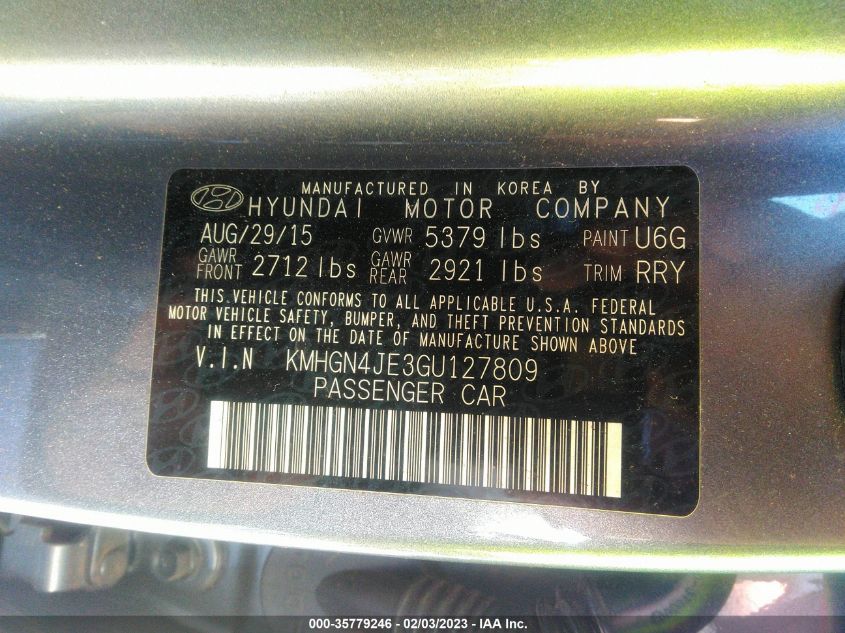 MANUFACTURED IN KOREA BY
HYUNDAI MOTOR COMPANY
AUG/29/15 GVWR 5379 lbs PAINT U6G
GAWR FRONT 2712 lbs GAWR REAR 2921 lbs TRIM RRY
THIS VEHICLE CONFORMS TO ALL APPLICABLE U.S.A. FEDERAL
MOTOR VEHICLE SAFETY, BUMPER, AND THEFT PREVENTION STANDARDS
IN EFFECT ON THE DATE OF MANUFACTURE SHOWN ABOVE
V.I.N KMHGN4JE3GU127809
PASSENGER CAR
000-35779246 - 02/03/2023 - IAA Inc.